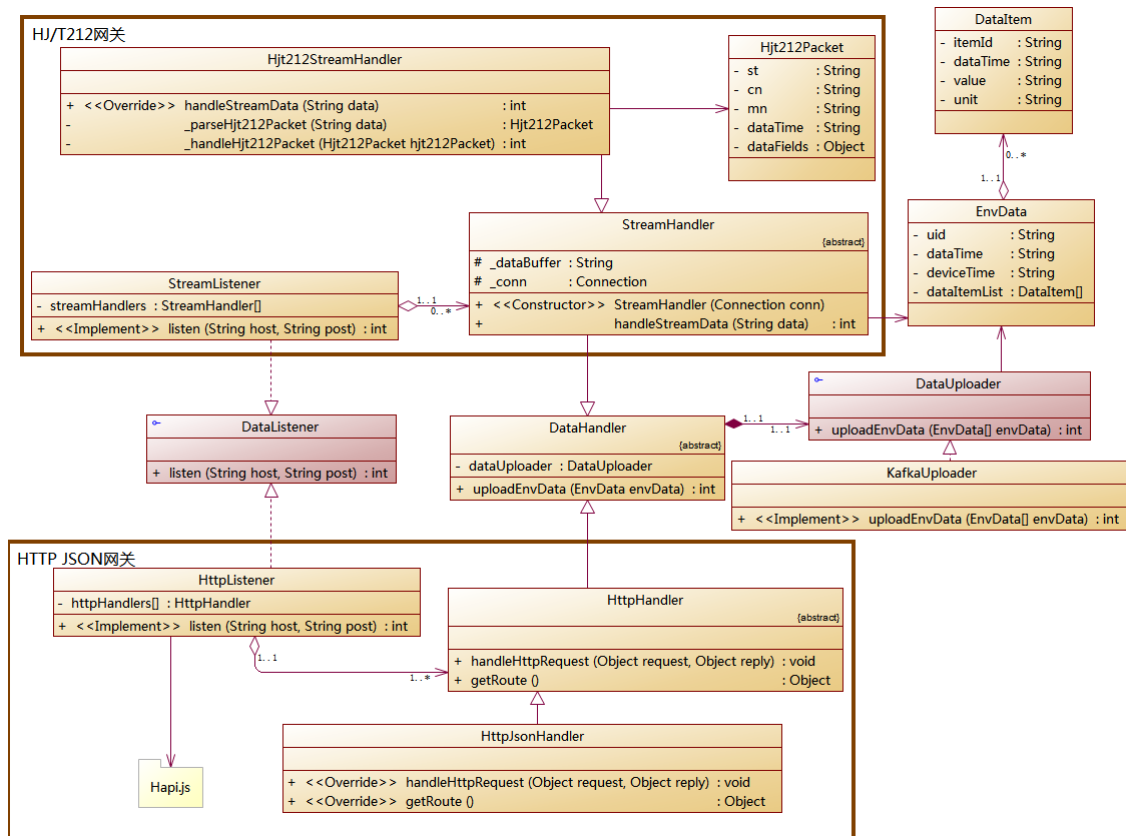 HJ/T212网关
Hjt212StreamHandler
+ <<Override>> handleStreamData (String data) : int
- _parseHjt212Packet (String data) : Hjt212Packet
- _handleHjt212Packet (Hjt212Packet hjt212Packet) : int
Hjt212Packet
- st : String
- cn : String
- mn : String
- dataTime : String
- dataFields : Object
DataItem
- itemId : String
- dataTime : String
- value : String
- unit : String
0..*
1..1
EnvData
- uid : String
- dataTime : String
- deviceTime : String
- dataItemList : DataItem[]
StreamHandler
{abstract}
# _dataBuffer : String
# _conn : Connection
+ <<Constructor>> StreamHandler (Connection conn)
+ handleStreamData (String data) : int
StreamListener
- streamHandlers : StreamHandler[]
+ <<Implement>> listen (String host, String post) : int
1..1
0..*
DataListener
+ listen (String host, String post) : int
DataHandler
{abstract}
- dataUploader : DataUploader
+ uploadEnvData (EnvData envData) : int
1..1
1..1
DataUploader
+ uploadEnvData (EnvData[] envData) : int
KafkaUploader
+ <<Implement>> uploadEnvData (EnvData[] envData) : int
HTTP JSON网关
HttpListener
- httpHandlers[] : HttpHandler
+ <<Implement>> listen (String host, String post) : int
1..1
1..*
HttpHandler
{abstract}
+ handleHttpRequest (Object request, Object reply) : void
+ getRoute () : Object
HttpJsonHandler
+ <<Override>> handleHttpRequest (Object request, Object reply) : void
+ <<Override>> getRoute () : Object
Hapi.js